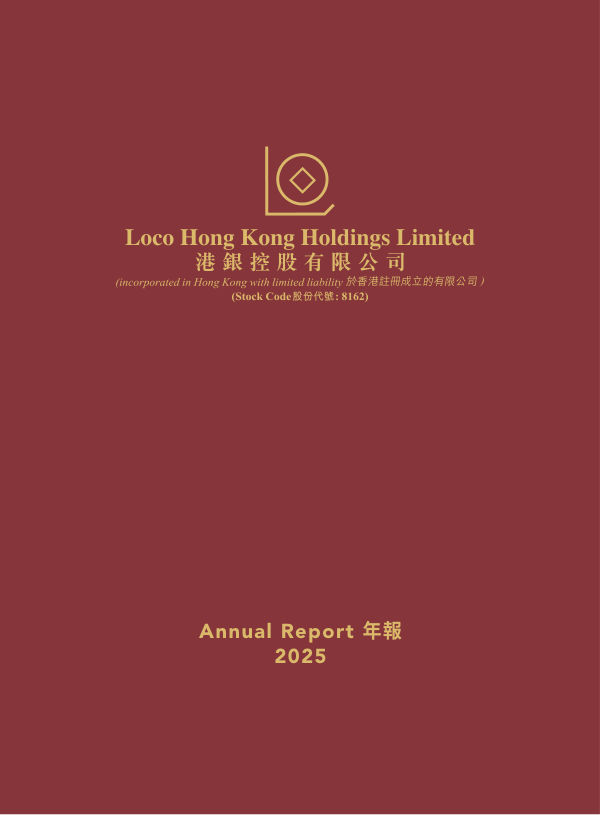 Loco Hong Kong Holdings Limited
港銀控股有限公司
(incorporated in Hong Kong with limited liability 於香港註冊成立的有限公司)
(Stock Code股份代號: 8162)
Annual Report 年報
2025